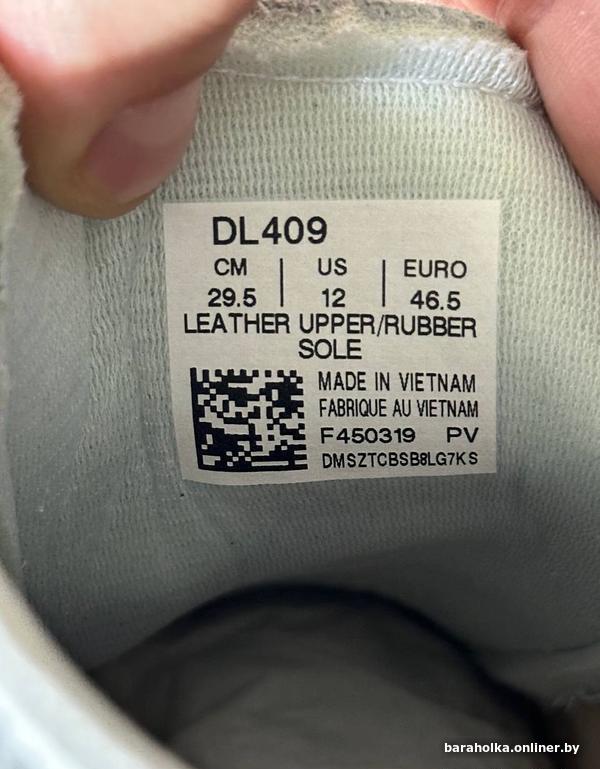 DL409
CM | US | EURO
29.5 | 12 | 46.5
LEATHER UPPER/RUBBER
SOLE
MADE IN VIETNAM
FABRIQUE AU VIETNAM
F450319 PV
DMSZTCBSB8LG7KS
baraholka.onliner.by